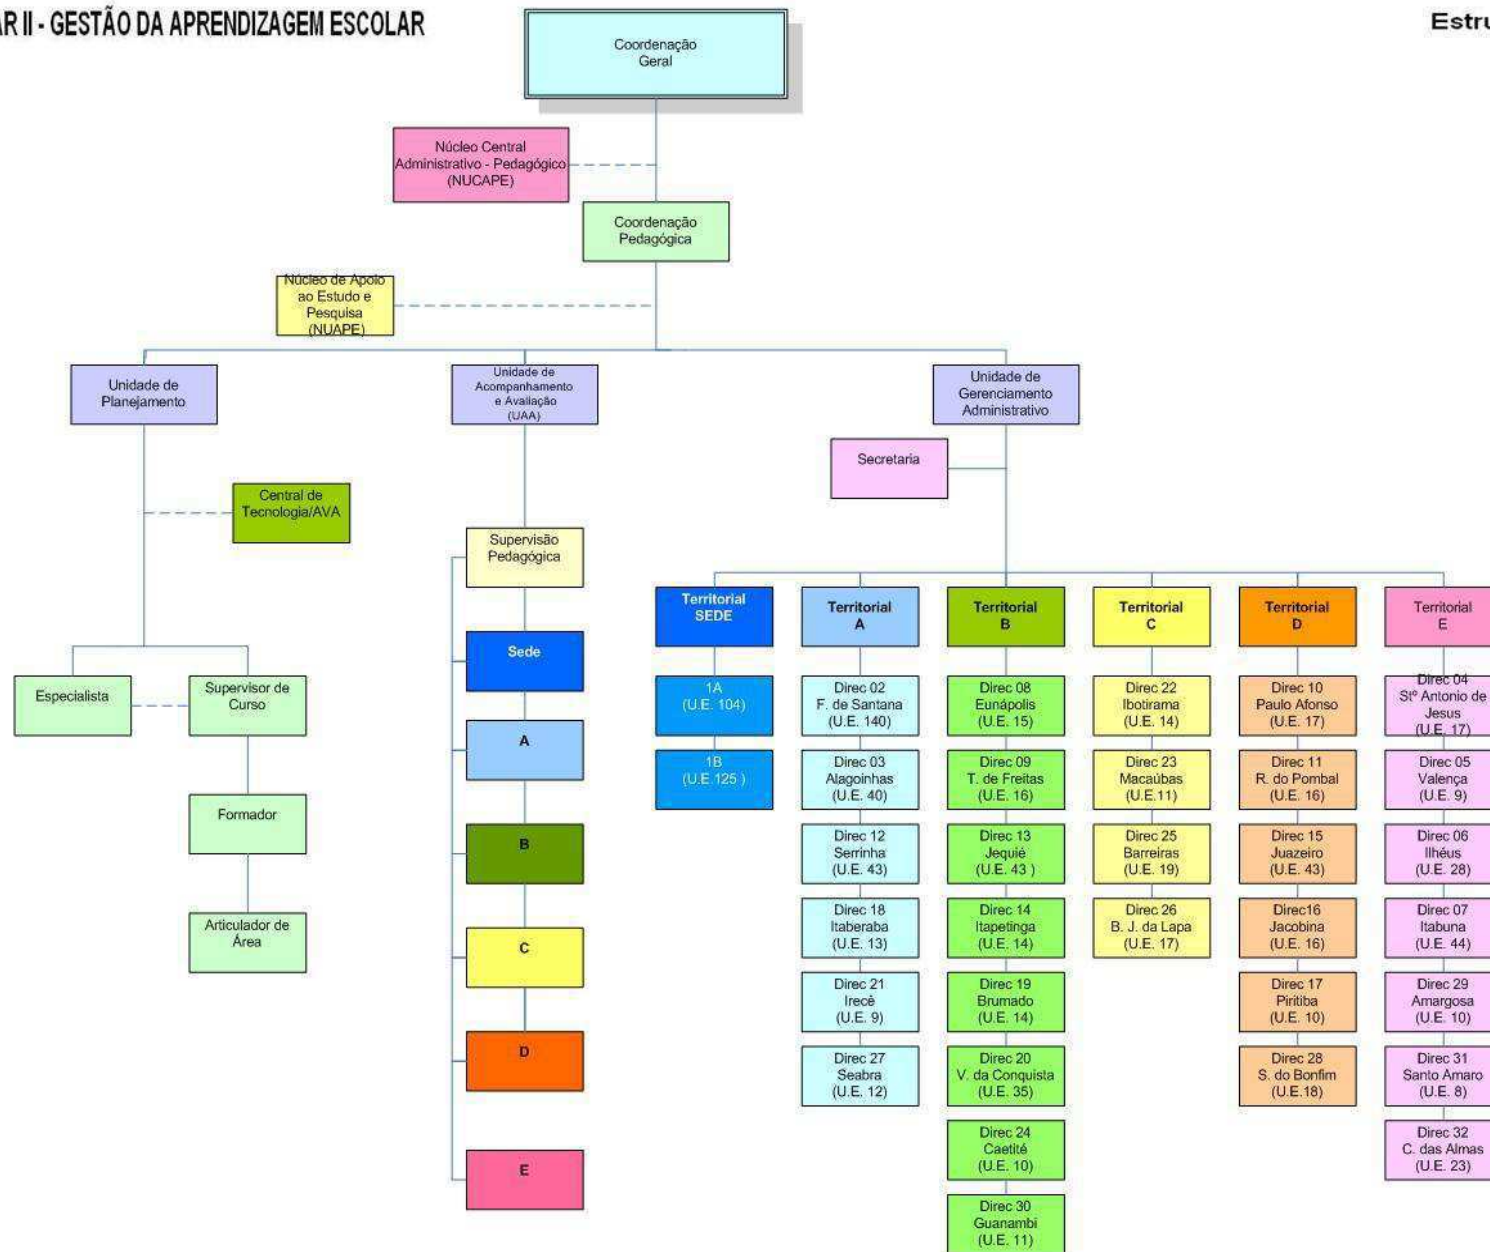 AR II - GESTÃO DA APRENDIZAGEM ESCOLAR
Estru
Coordenação
Geral
Núcleo Central
Administrativo - Pedagógico
(NUCAPE)
Coordenação
Pedagógica
Núcleo de Apoio
ao Estudo e
Pesquisa
(NUAPE)
Unidade de
Planejamento
Unidade de
Acompanhamento
e Avaliação
(UAA)
Unidade de
Gerenciamento
Administrativo
Secretaria
Central de
Tecnologia/AVA
Supervisão
Pedagógica
Sede
A
B
C
D
E
Especialista
Supervisor de
Curso
Formador
Articulador de
Área
Territorial
SEDE
1A
(U.E. 104)
1B
(U.E.125 )
Territorial
A
Direc 02
F. de Santana
(U.E. 140)
Direc 03
Alagoinhas
(U.E. 40)
Direc 12
Serrinha
(U.E. 43)
Direc 18
Itaberaba
(U.E. 13)
Direc 21
Irecê
(U.E. 9)
Direc 27
Seabra
(U.E. 12)
Territorial
B
Direc 08
Eunápolis
(U.E. 15)
Direc 09
T. de Freitas
(U.E. 16)
Direc 13
Jequié
(U.E. 43 )
Direc 14
Itapetinga
(U.E. 14)
Direc 19
Brumado
(U.E. 14)
Direc 20
V. da Conquista
(U.E. 35)
Direc 24
Caetité
(U.E. 10)
Direc 30
Guanambi
(U.E. 11)
Territorial
C
Direc 22
Ibotirama
(U.E. 14)
Direc 23
Macaúbas
(U.E.11)
Direc 25
Barreiras
(U.E. 19)
Direc 26
B. J. da Lapa
(U.E. 17)
Territorial
D
Direc 10
Paulo Afonso
(U.E. 17)
Direc 11
R. do Pombal
(U.E. 16)
Direc 15
Juazeiro
(U.E. 43)
Direc16
Jacobina
(U.E. 16)
Direc 17
Piritiba
(U.E. 10)
Direc 28
S. do Bonfim
(U.E.18)
Territorial
E
Direc 04
Stº Antonio de
Jesus
(U.E. 17)
Direc 05
Valença
(U.E. 9)
Direc 06
Ilhéus
(U.E. 28)
Direc 07
Itabuna
(U.E. 44)
Direc 29
Amargosa
(U.E. 10)
Direc 31
Santo Amaro
(U.E. 8)
Direc 32
C. das Almas
(U.E. 23)